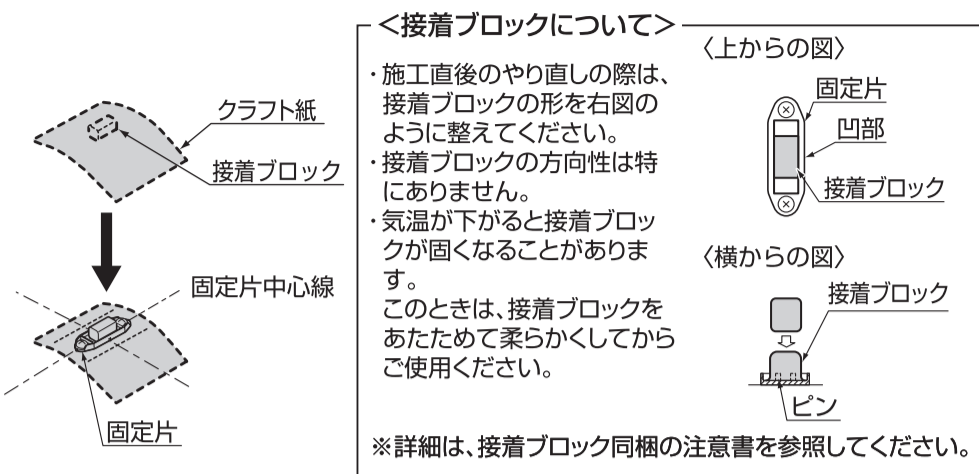 クラフト紙
接着ブロック
固定片中心線
固定片
＜接着ブロックについて＞
・施工直後のやり直しの際は、
接着ブロックの形を右図の
ように整えてください。
・接着ブロックの方向性は特
にありません。
・気温が下がると接着ブロッ
クが固くなることがありま
す。
このときは、接着ブロックを
あたためて柔らかくしてから
ご使用ください。
〈上からの図〉
固定片
凹部
接着ブロック
〈横からの図〉
接着ブロック
ピン
※詳細は、接着ブロック同梱の注意書を参照してください。